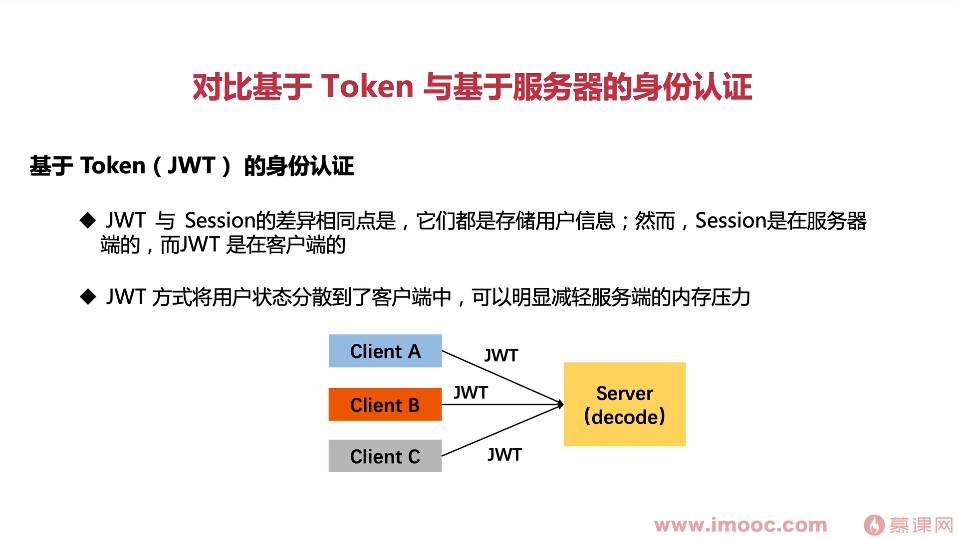 对比基于 Token 与基于服务器的身份认证
基于 Token（JWT） 的身份认证
◆ JWT 与 Session的差异相同点是，它们都是存储用户信息；然而，Session是在服务器
端的，而JWT 是在客户端的
◆ JWT 方式将用户状态分散到了客户端中，可以明显减轻服务端的内存压力
Client A
JWT
Client B
JWT
Client C
JWT
Server
（decode）
www.imooc.com
慕课网